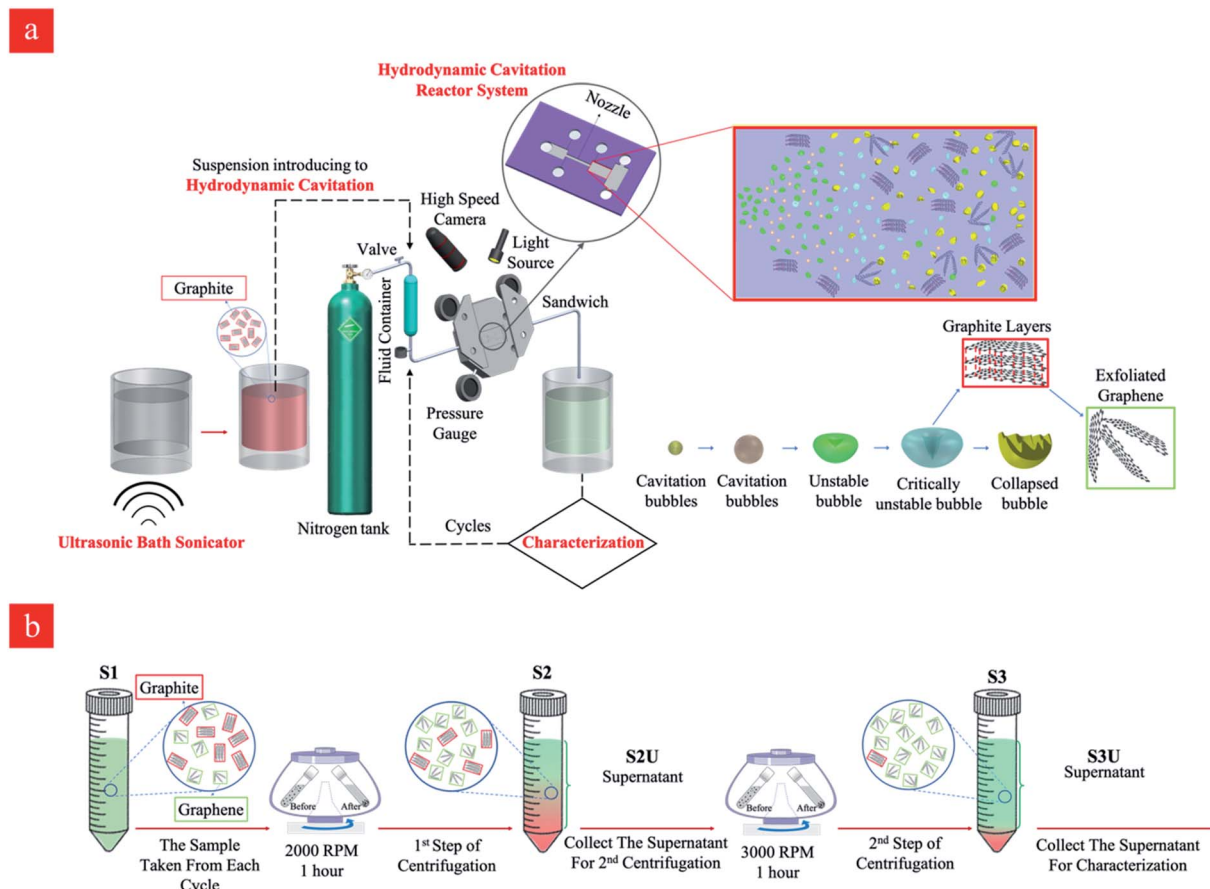 a
Hydrodynamic Cavitation
Reactor System
Nozzle
Suspension introducing to
Hydrodynamic Cavitation
High Speed
Camera
Light
Source
Valve
Graphite
Fluid Container
Sandwich
Pressure
Gauge
Nitrogen tank
Ultrasonic Bath Sonicator
Cycles
Characterization
Graphite Layers
Exfoliated
Graphene
Cavitation
bubbles
Cavitation
bubbles
Unstable
bubble
Critically
unstable bubble
Collapsed
bubble
b
S1
Graphite
Graphene
The Sample
Taken From Each
Cycle
Before
After
2000 RPM
1 hour
1st Step of
Centrifugation
S2
S2U
Supernatant
Collect The Supernatant
For 2nd Centrifugation
Before
After
3000 RPM
1 hour
2nd Step of
Centrifugation
S3
S3U
Supernatant
Collect The Supernatant
For Characterization